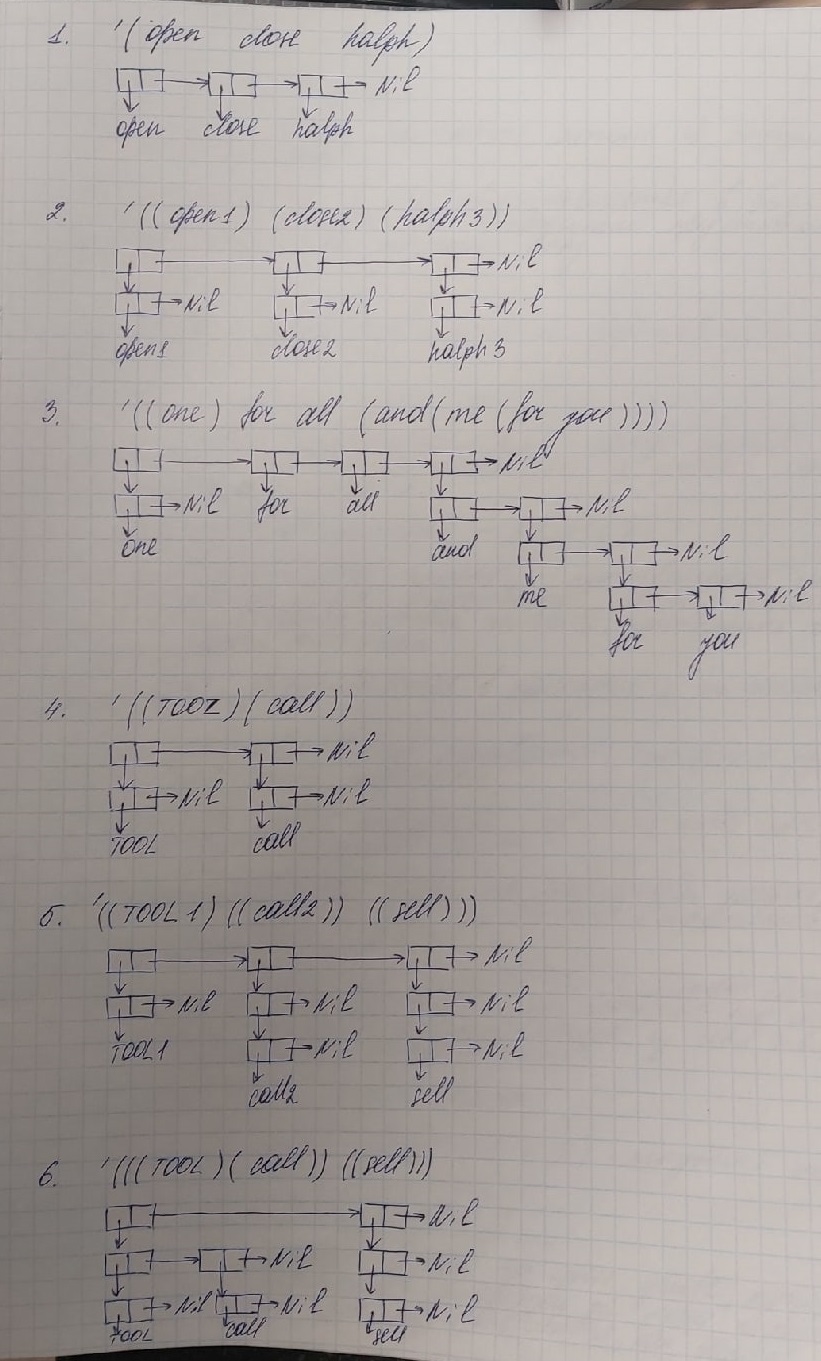 1. '(open close halph)
Nil
open close halph
2. '((open1) (close2) (halph3))
Nil
Nil Nil Nil
open1 close2 halph3
3. '((one) for all (and(me(for you))))
Nil
Nil for all Nil
one and Nil
me Nil
for you
4. '((TOOL)(call))
Nil
Nil Nil
TOOL call
5. '((TOOL1) ((call2)) ((sell)))
Nil
Nil Nil Nil
TOOL1 Nil Nil
call2 sell
6. '(((TOOL)(call)) ((sell)))
Nil
Nil Nil
Nil Nil Nil
TOOL call sell